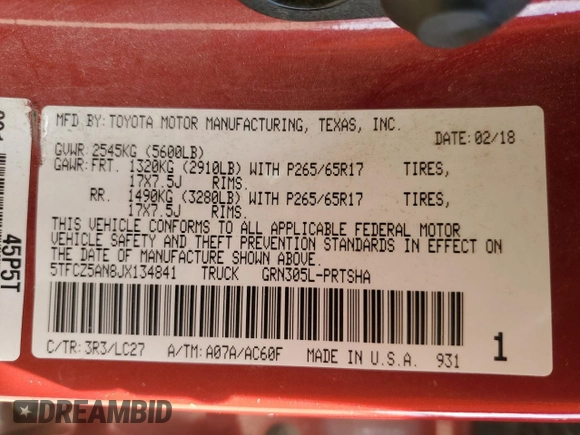 MFD BY: TOYOTA MOTOR MANUFACTURING, TEXAS, INC.
DATE: 02/18
GVWR 2545KG (5600LB)
GAWR: FRT. 1320KG (2910LB) WITH P265/65R17 TIRES,
17X7.5J RIMS.
RR. 1490KG (3280LB) WITH P265/65R17 TIRES,
17X7.5J RIMS.
THIS VEHICLE CONFORMS TO ALL APPLICABLE FEDERAL MOTOR
VEHICLE SAFETY AND THEFT PREVENTION STANDARDS IN EFFECT ON
THE DATE OF MANUFACTURE SHOWN ABOVE.
5TFCZ5AN8JX134841 TRUCK GRN305L-PRTSHA
C/TR: 3R3/LC27 A/TM: A07A/AC60F MADE IN U.S.A. 931 1
45P5T
DREAMBID